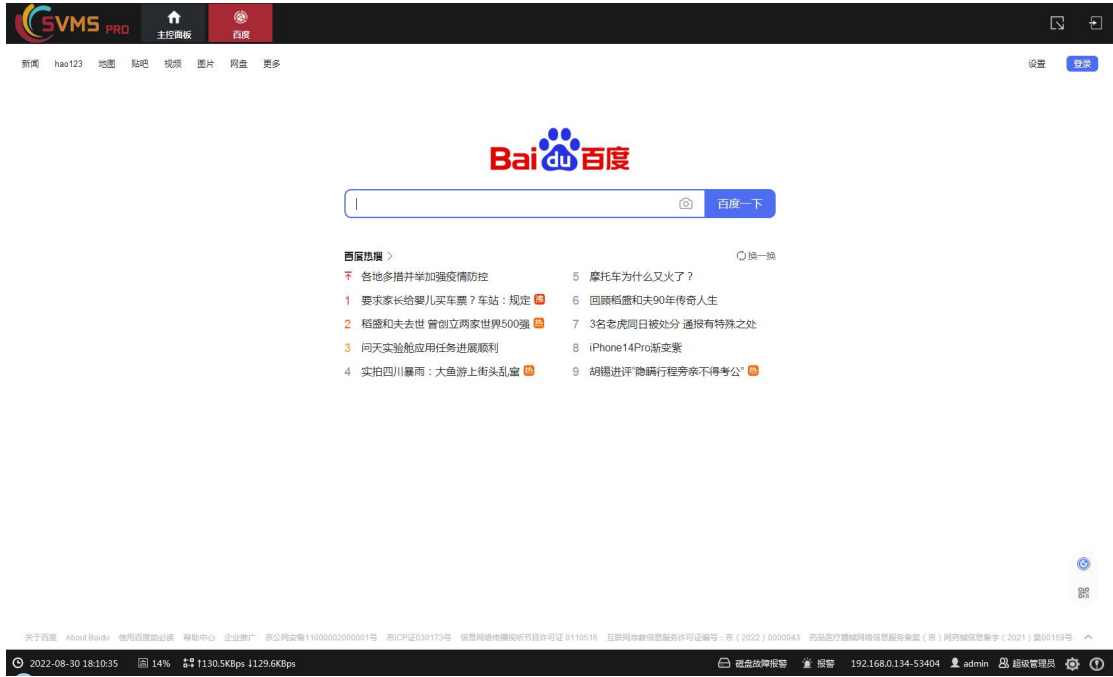 SVMS PRO 主控面板 百度
新闻 hao123 地图 贴吧 视频 图片 网盘 更多 设置 登录
Bai du 百度
百度一下
百度热搜 > 换一换
各地多措并举加强疫情防控
1 要求家长给婴儿买车票？车站：规定 沸
2 稻盛和夫去世 曾创立两家世界500强 热
3 问天实验舱应用任务进展顺利
4 实拍四川暴雨：大鱼游上街头乱窜 热
5 摩托车为什么又火了？
6 回顾稻盛和夫90年传奇人生
7 3名老虎同日被处分 通报有特殊之处
8 iPhone14Pro渐变紫
9 胡锡进评“隐瞒行程旁亲不得考公” 热
关于百度 About Baidu 使用百度前必读 帮助中心 企业推广 京公网安备11000002000001号 京ICP证030173号 信息网络传播视听节目许可证 0110516 互联网宗教信息服务许可证编号：京（2022）0000043 药品医疗器械网络信息服务备案（京）网药械信息备字（2021）第00159号
2022-08-30 18:10:35 14% ↑130.5KBps ↓129.6KBps 磁盘故障报警 报警 192.168.0.134-53404 admin 超级管理员